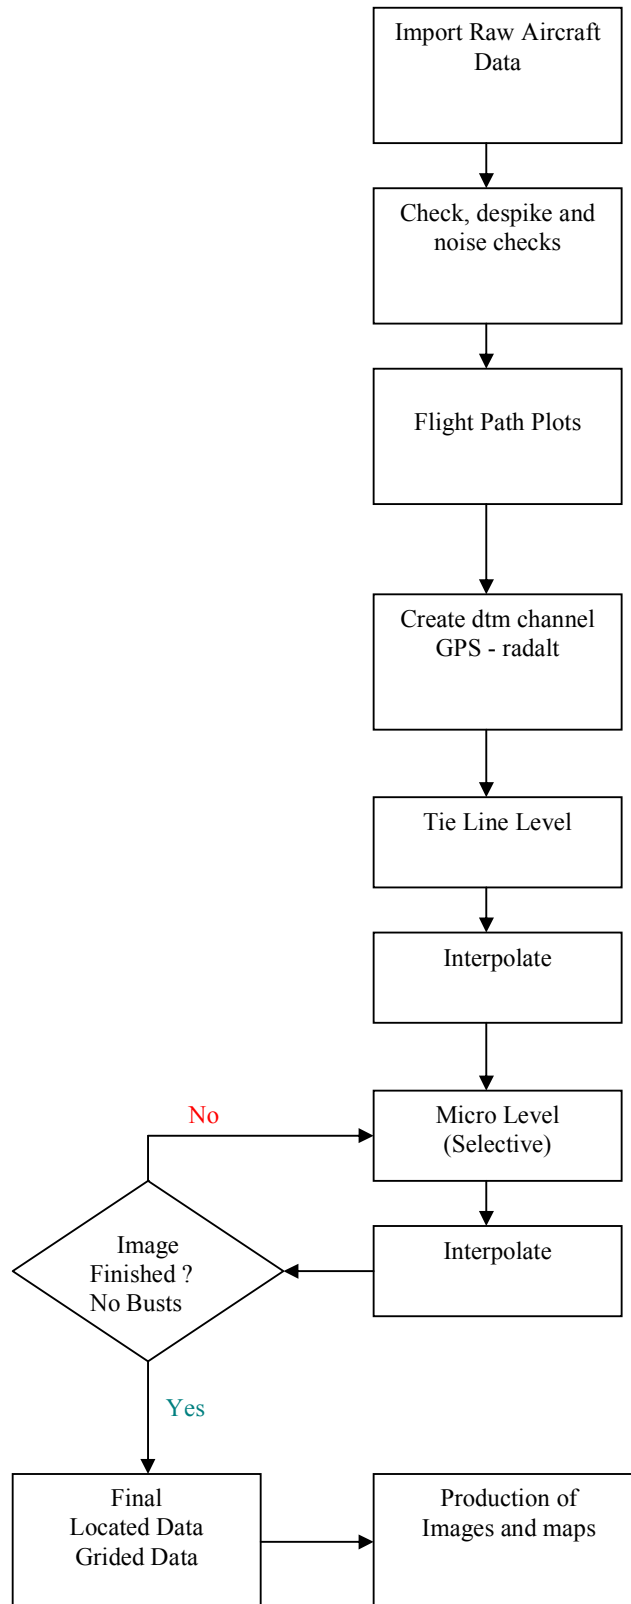 Import Raw Aircraft
Data
Check, despike and
noise checks
Flight Path Plots
Create dtm channel
GPS - radalt
Tie Line Level
Interpolate
No
Micro Level
(Selective)
Image
Finished ?
No Busts
Interpolate
Yes
Final
Located Data
Grided Data
Production of
Images and maps